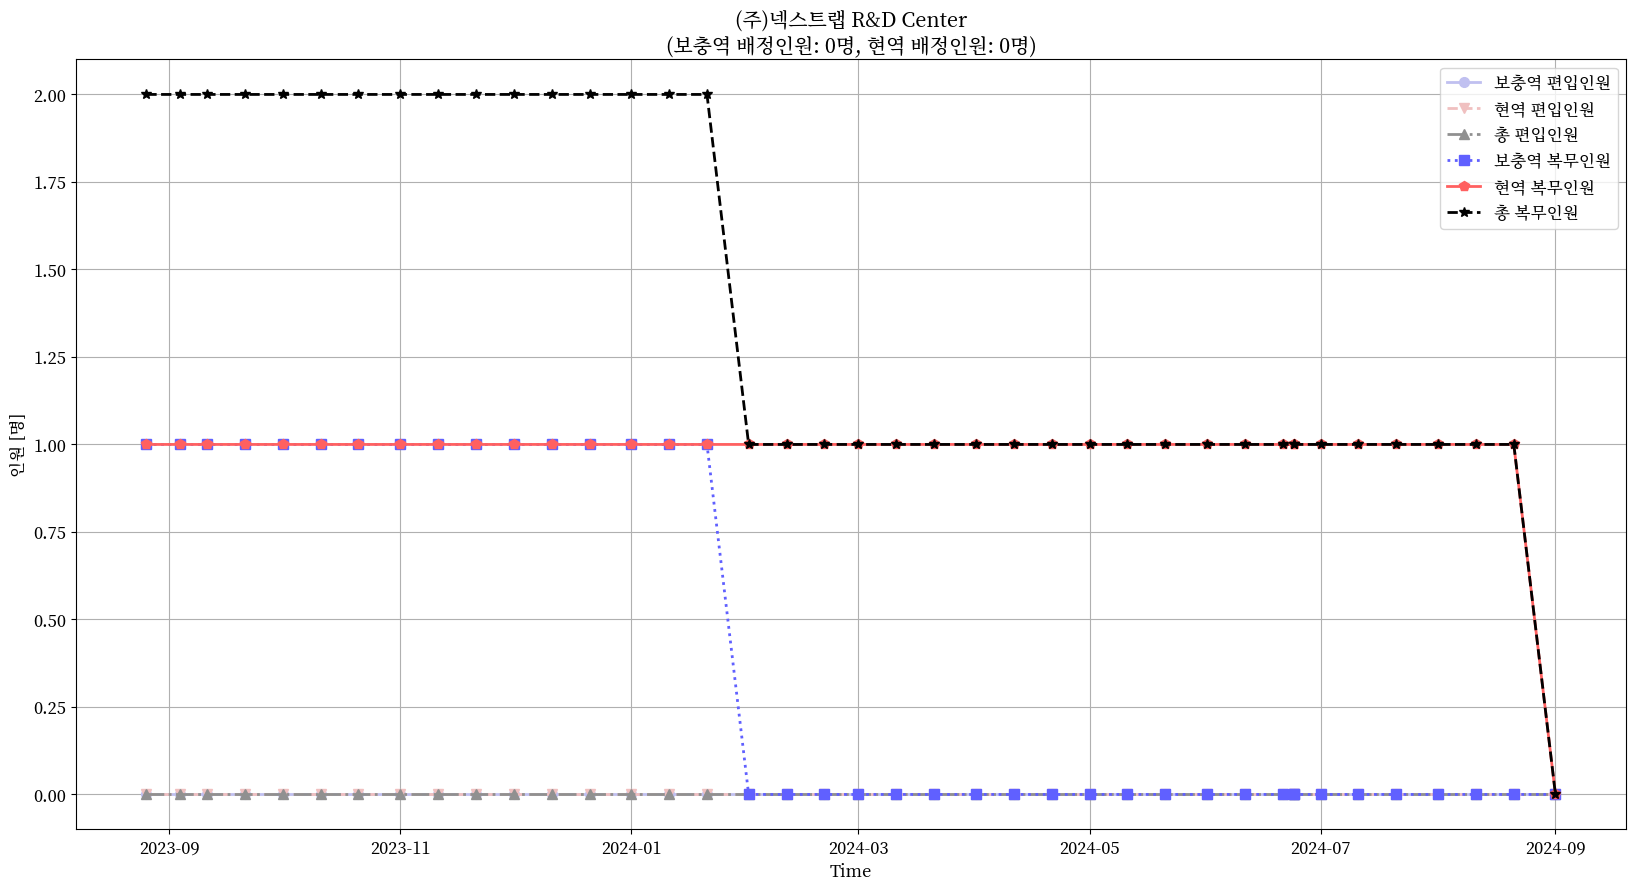 (주)넥스트랩 R&D Center
(보충역 배정인원: 0명, 현역 배정인원: 0명)
보충역 편입인원
현역 편입인원
총 편입인원
보충역 복무인원
현역 복무인원
총 복무인원
인원 [명]
2.00
1.75
1.50
1.25
1.00
0.75
0.50
0.25
0.00
2023-09
2023-11
2024-01
2024-03
2024-05
2024-07
2024-09
Time